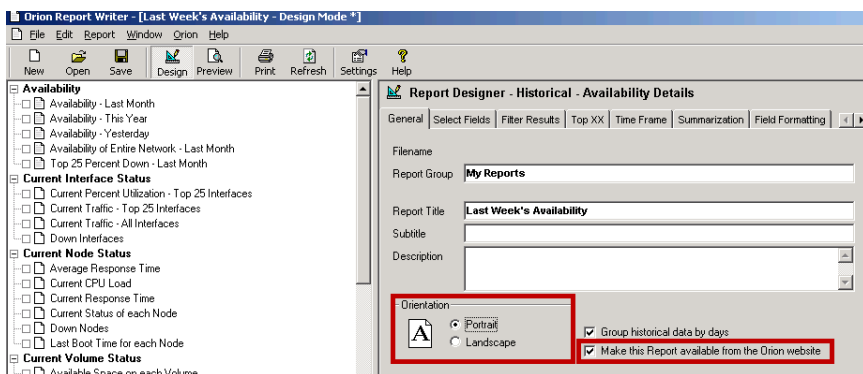 Orion Report Writer - [Last Week's Availability - Design Mode *]
File Edit Report Window Orion Help
New Open Save Design Preview Print Refresh Settings Help
Availability
Availability - Last Month
Availability - This Year
Availability - Yesterday
Availability of Entire Network - Last Month
Top 25 Percent Down - Last Month
Current Interface Status
Current Percent Utilization - Top 25 Interfaces
Current Traffic - Top 25 Interfaces
Current Traffic - All Interfaces
Down Interfaces
Current Node Status
Average Response Time
Current CPU Load
Current Response Time
Current Status of each Node
Down Nodes
Last Boot Time for each Node
Current Volume Status
Available Space on each Volume
Report Designer - Historical - Availability Details
General Select Fields Filter Results Top XX Time Frame Summarization Field Formatting
Filename
Report Group My Reports
Report Title Last Week's Availability
Subtitle
Description
Orientation
A
Portrait
Landscape
Group historical data by days
Make this Report available from the Orion website